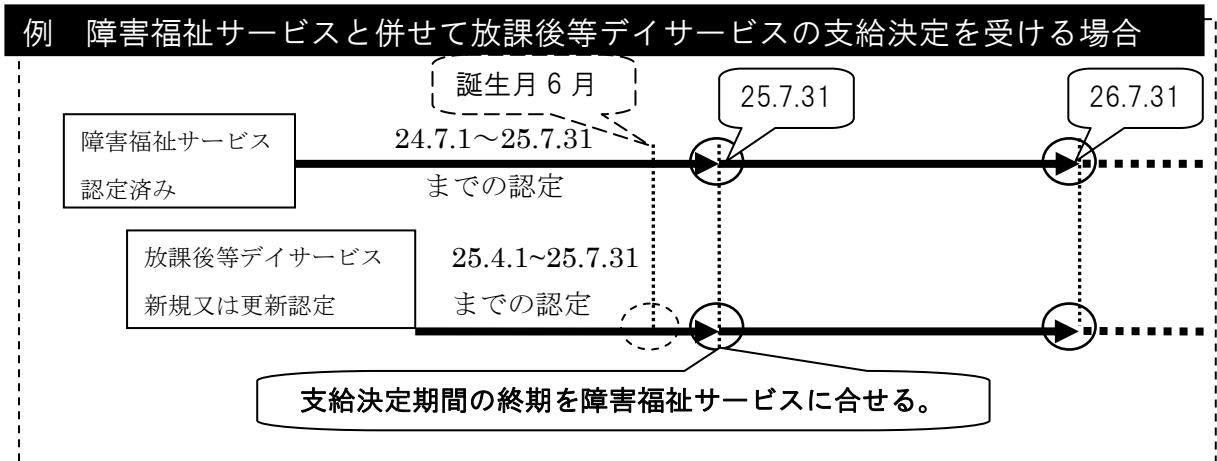 例　障害福祉サービスと併せて放課後等デイサービスの支給決定を受ける場合
誕生月６月
25.7.31
26.7.31
障害福祉サービス
認定済み
24.7.1～25.7.31
までの認定
放課後等デイサービス
新規又は更新認定
25.4.1~25.7.31
までの認定
支給決定期間の終期を障害福祉サービスに合せる。